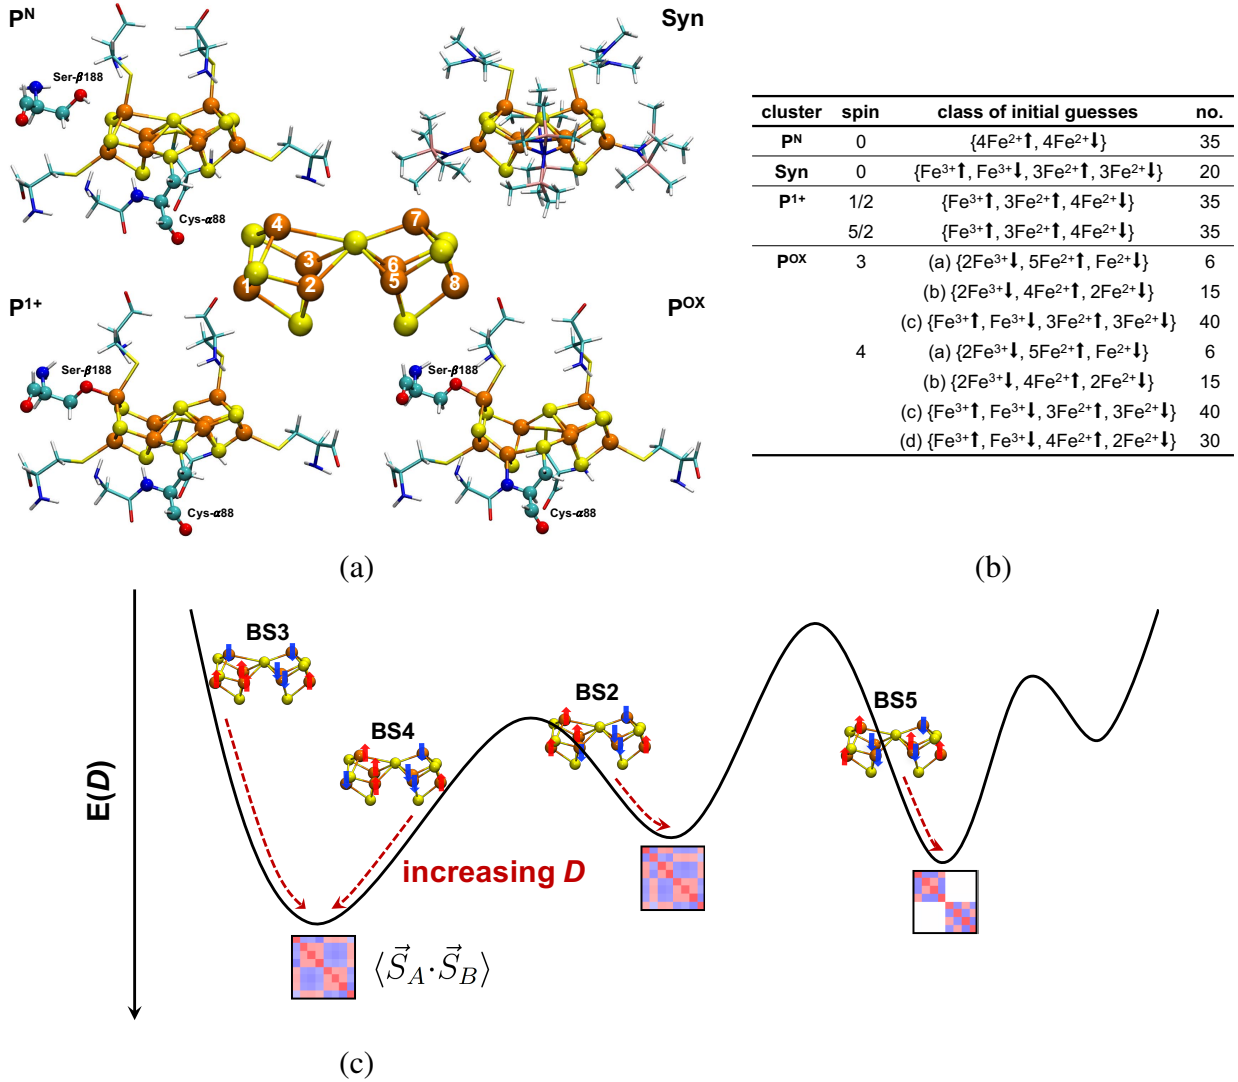 P^N
Syn
Ser-β188
Cys-α88
4
7
3
6
1
2
5
8
P^1+
P^OX
Ser-β188
Ser-β188
Cys-α88
Cys-α88
(a)
cluster spin class of initial guesses no.
P^N 0 {4Fe²⁺↑, 4Fe²⁺↓} 35
Syn 0 {Fe³⁺↑, Fe³⁺↓, 3Fe²⁺↑, 3Fe²⁺↓} 20
P^1+ 1/2 {Fe³⁺↑, 3Fe²⁺↑, 4Fe²⁺↓} 35
5/2 {Fe³⁺↑, 3Fe²⁺↑, 4Fe²⁺↓} 35
P^OX 3 (a) {2Fe³⁺↓, 5Fe²⁺↑, Fe²⁺↓} 6
(b) {2Fe³⁺↓, 4Fe²⁺↑, 2Fe²⁺↓} 15
(c) {Fe³⁺↑, Fe³⁺↓, 3Fe²⁺↑, 3Fe²⁺↓} 40
4 (a) {2Fe³⁺↓, 5Fe²⁺↑, Fe²⁺↓} 6
(b) {2Fe³⁺↓, 4Fe²⁺↑, 2Fe²⁺↓} 15
(c) {Fe³⁺↑, Fe³⁺↓, 3Fe²⁺↑, 3Fe²⁺↓} 40
(d) {Fe³⁺↑, Fe³⁺↓, 4Fe²⁺↑, 2Fe²⁺↓} 30
(b)
E(D)
BS3
BS4
BS2
BS5
increasing D
⟨S⃗_A·S⃗_B⟩
(c)